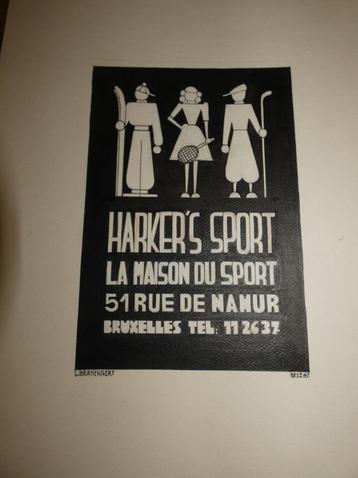 HARKER'S SPORT
LA MAISON DU SPORT
51 RUE DE NAMUR
BRUXELLES TEL: 11 26 37